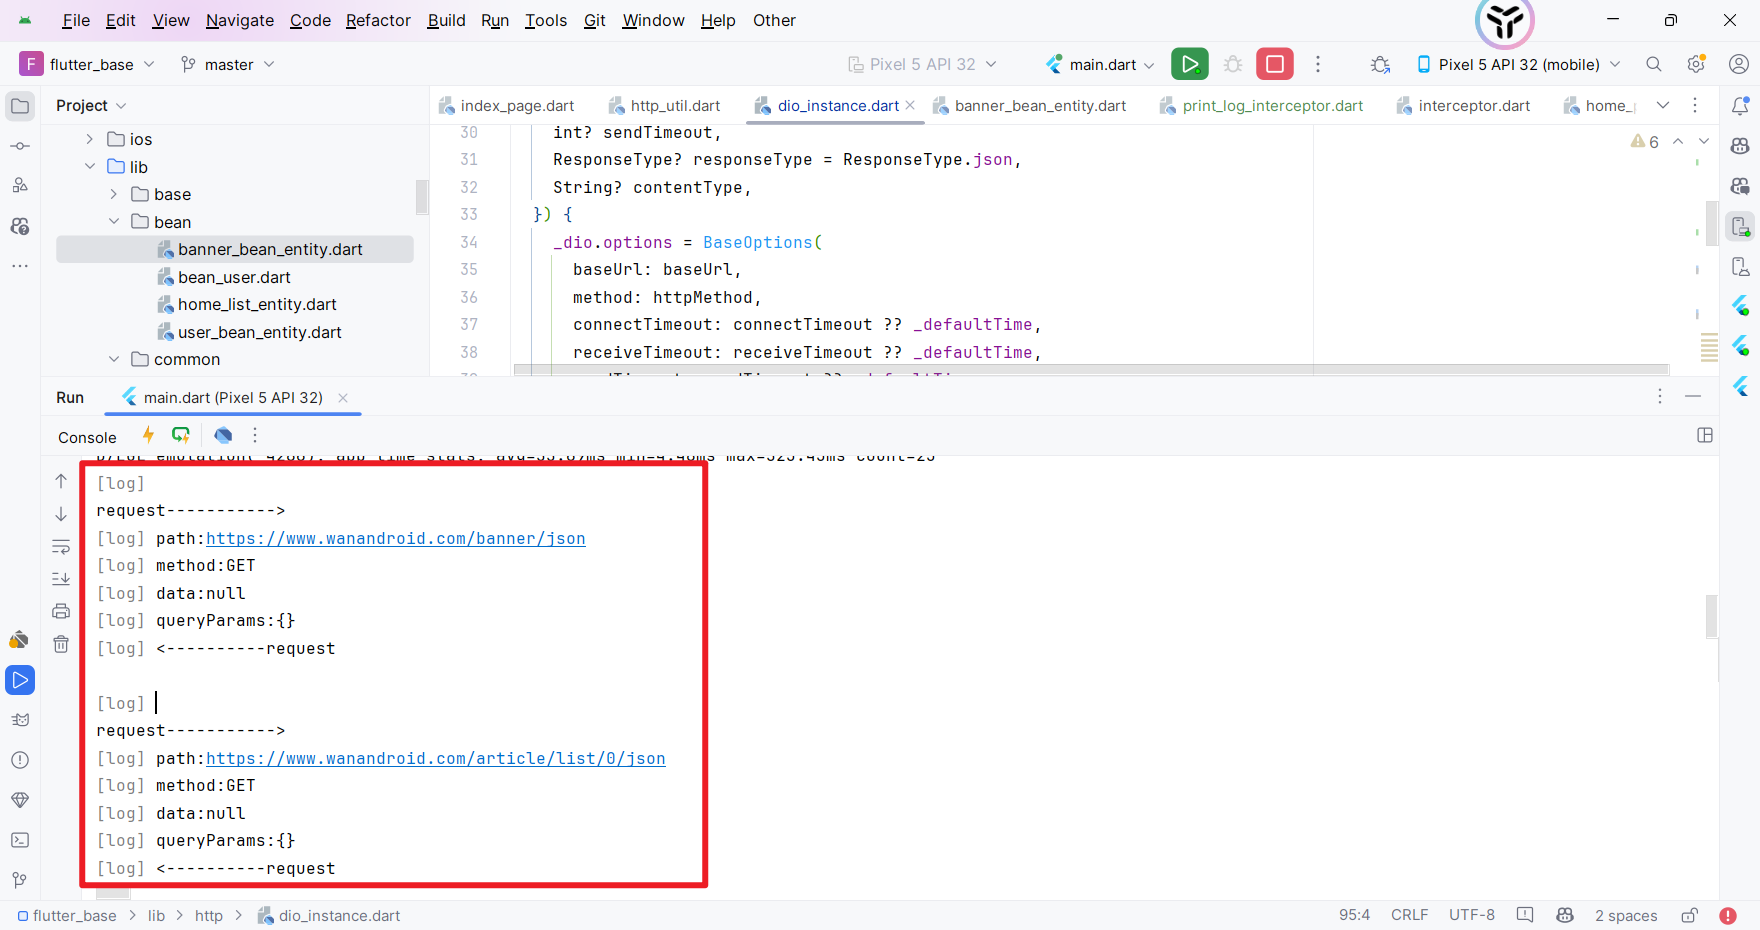 File Edit View Navigate Code Refactor Build Run Tools Git Window Help Other
F flutter_base master Pixel 5 API 32 main.dart Pixel 5 API 32 (mobile)
Project
index_page.dart http_util.dart dio_instance.dart banner_bean_entity.dart print_log_interceptor.dart interceptor.dart home_
ios
lib
base
bean
banner_bean_entity.dart
bean_user.dart
home_list_entity.dart
user_bean_entity.dart
common
6
30 int? sendTimeout,
31 ResponseType? responseType = ResponseType.json,
32 String? contentType,
33 }) {
34 _dio.options = BaseOptions(
35 baseUrl: baseUrl,
36 method: httpMethod,
37 connectTimeout: connectTimeout ?? _defaultTime,
38 receiveTimeout: receiveTimeout ?? _defaultTime,
Run main.dart (Pixel 5 API 32)
Console
[log]
request----------->
[log] path:https://www.wanandroid.com/banner/json
[log] method:GET
[log] data:null
[log] queryParams:{}
[log] <----------request
[log]
request----------->
[log] path:https://www.wanandroid.com/article/list/0/json
[log] method:GET
[log] data:null
[log] queryParams:{}
[log] <----------request
flutter_base > lib > http > dio_instance.dart 95:4 CRLF UTF-8 2 spaces